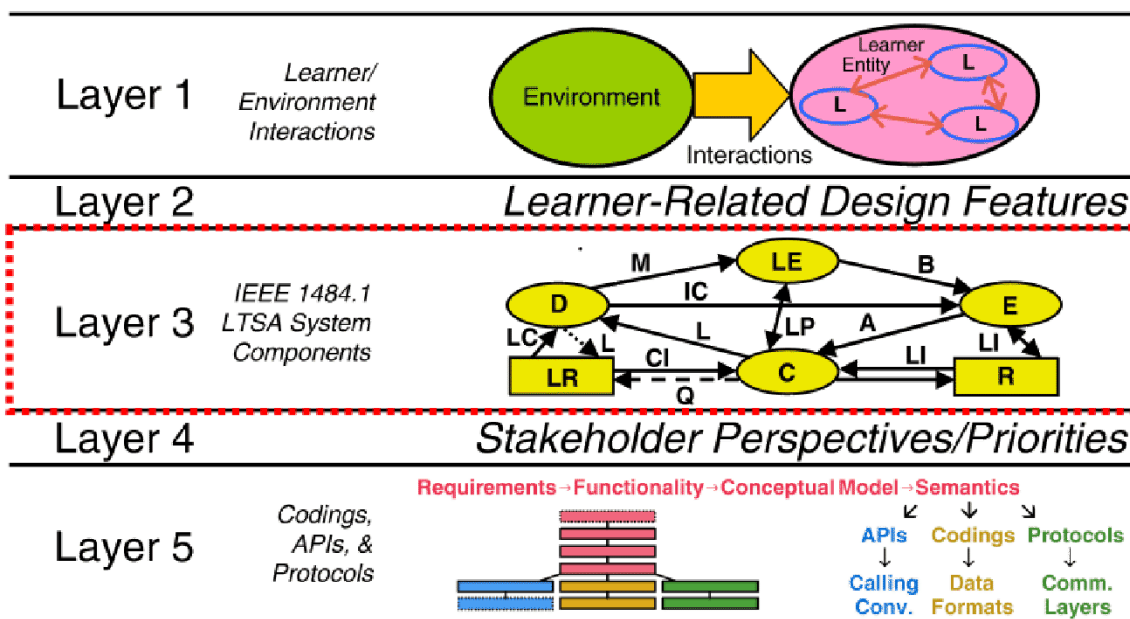 Layer 1
Learner/
Environment
Interactions
Environment
Interactions
Learner
Entity
L
L
L
Layer 2
Learner-Related Design Features
Layer 3
IEEE 1484.1
LTSA System
Components
LE
M
B
D
IC
E
LC
L
L
LP
A
LI
LR
CI
C
LI
R
Q
Layer 4
Stakeholder Perspectives/Priorities
Layer 5
Codings,
APIs, &
Protocols
Requirements→Functionality→Conceptual Model→Semantics
APIs Codings Protocols
Calling Data Comm.
Conv. Formats Layers